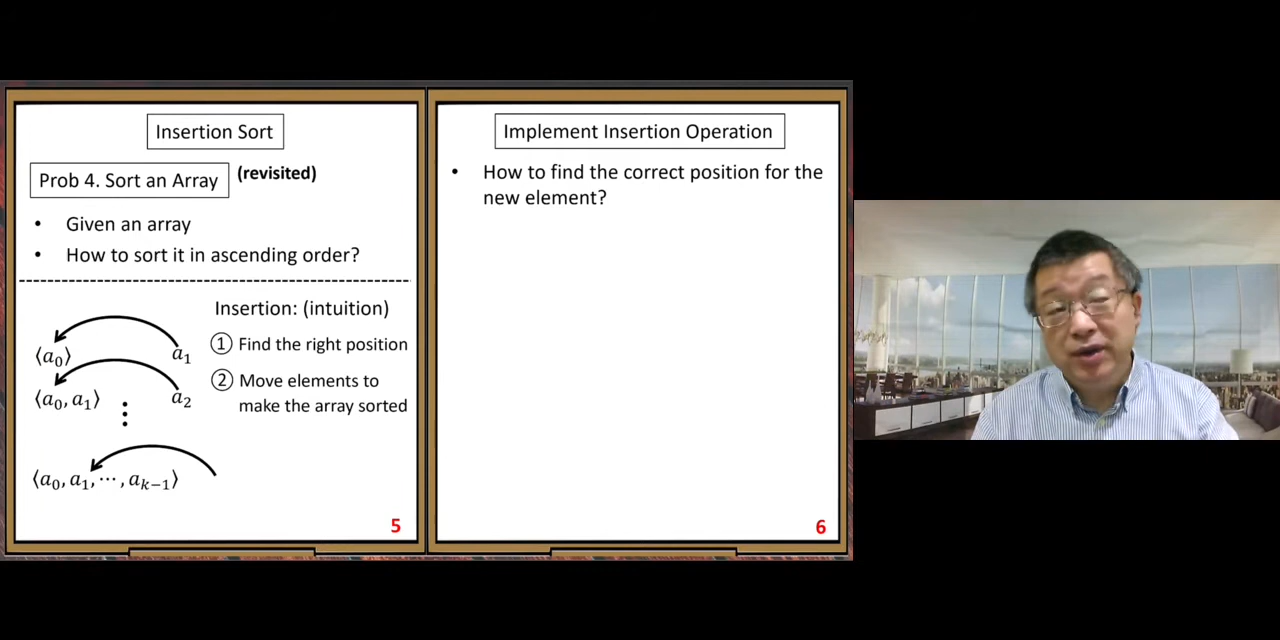 Insertion Sort
Prob 4. Sort an Array (revisited)
• Given an array
• How to sort it in ascending order?
Insertion: (intuition)
① Find the right position
② Move elements to
make the array sorted
⟨a₀⟩ a₁
⟨a₀, a₁⟩ a₂
⋮
⟨a₀, a₁, ⋯, aₖ₋₁⟩
5
Implement Insertion Operation
• How to find the correct position for the
new element?
6